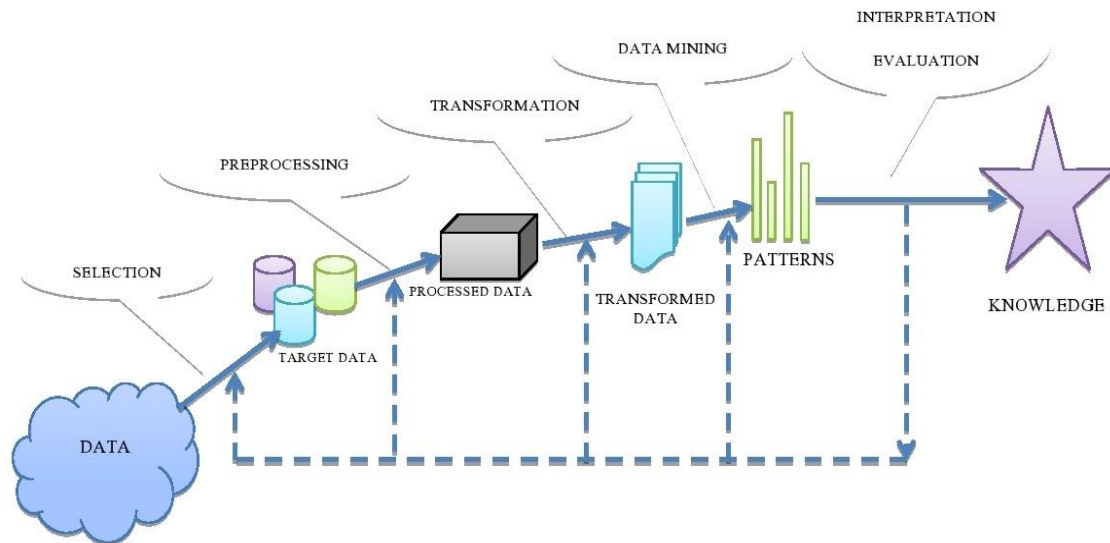 INTERPRETATION
EVALUATION
DATA MINING
TRANSFORMATION
PREPROCESSING
SELECTION
DATA
TARGET DATA
PROCESSED DATA
TRANSFORMED
DATA
PATTERNS
KNOWLEDGE